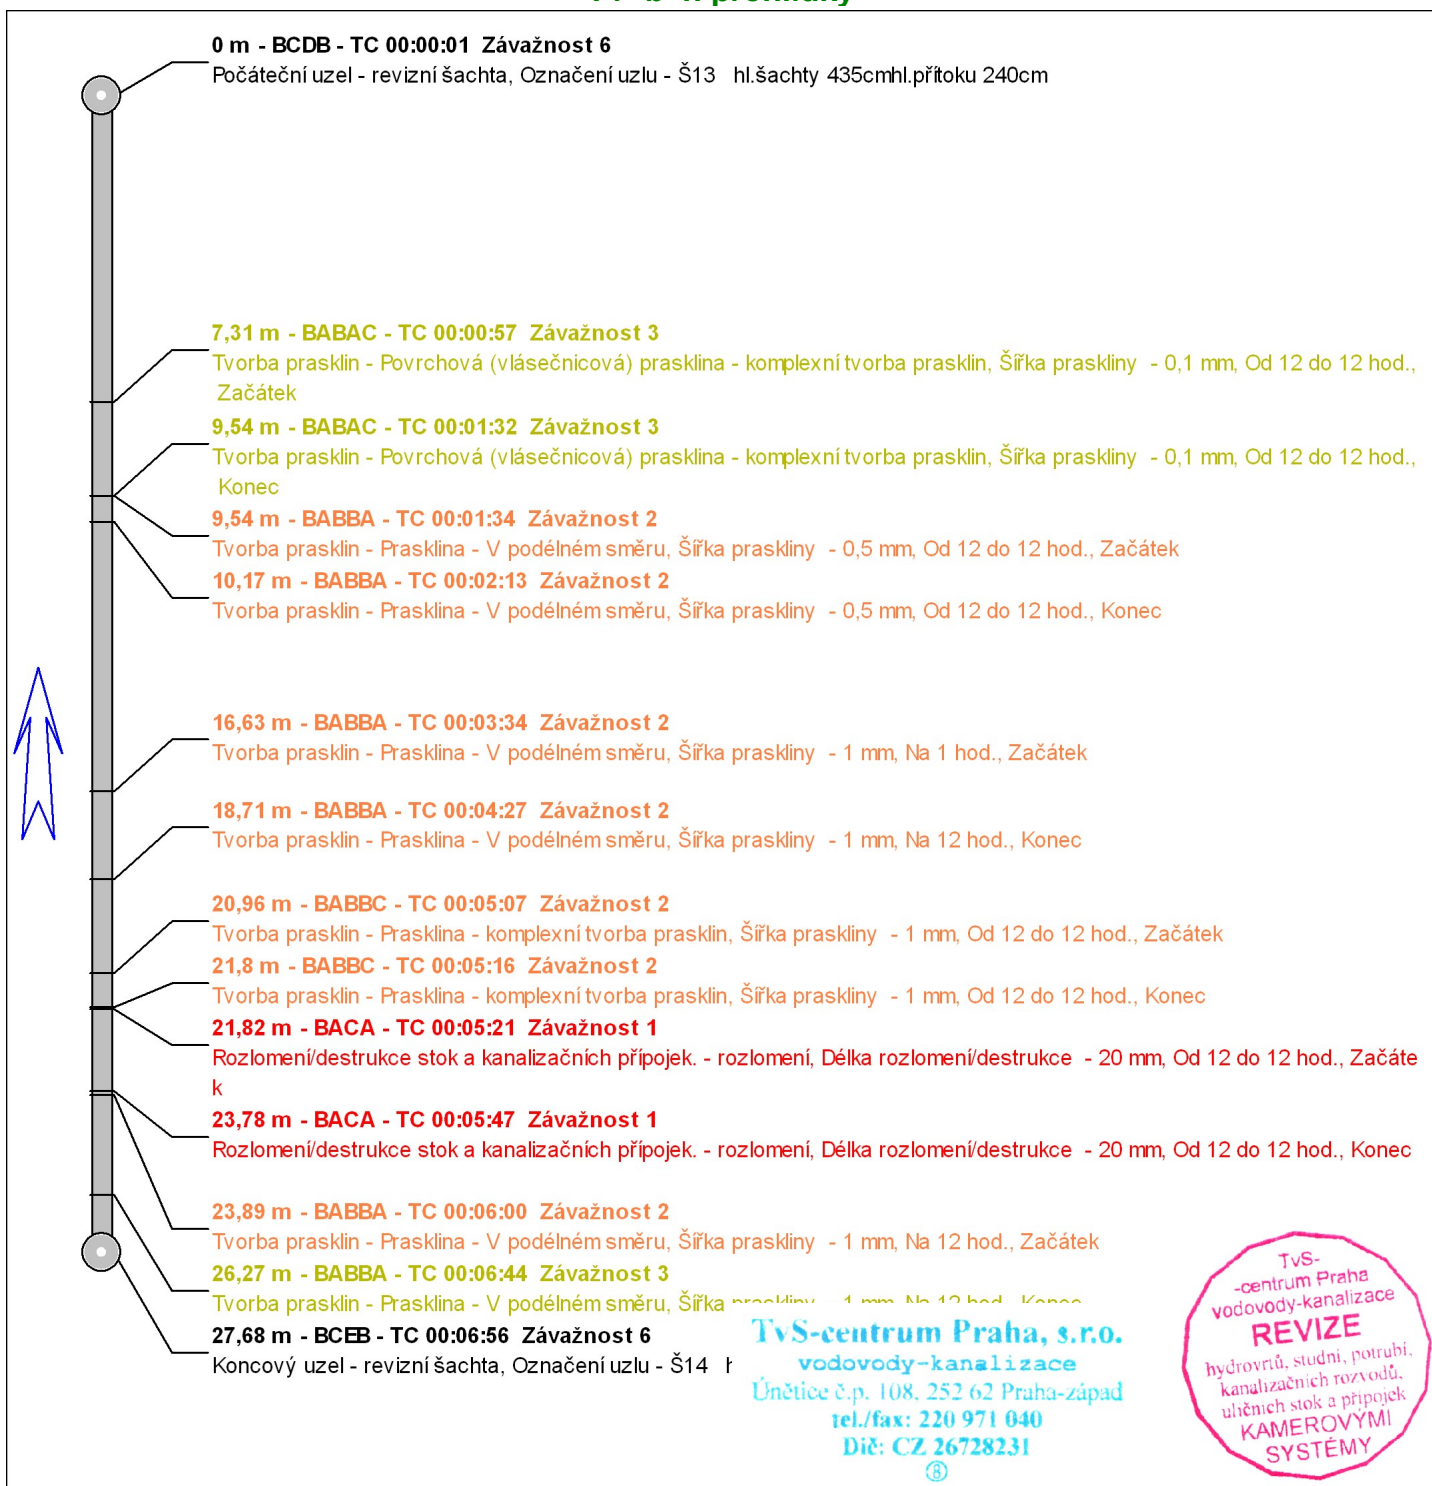 0 m - BCDB - TC 00:00:01 Závažnost 6
Počáteční uzel - revizní šachta, Označení uzlu - Š13 hl.šachty 435cmhl.přítoku 240cm
7,31 m - BABAC - TC 00:00:57 Závažnost 3
Tvorba prasklin - Povrchová (vlásečnicová) prasklina - komplexní tvorba prasklin, Šířka praskliny - 0,1 mm, Od 12 do 12 hod.,
Začátek
9,54 m - BABAC - TC 00:01:32 Závažnost 3
Tvorba prasklin - Povrchová (vlásečnicová) prasklina - komplexní tvorba prasklin, Šířka praskliny - 0,1 mm, Od 12 do 12 hod.,
Konec
9,54 m - BABBA - TC 00:01:34 Závažnost 2
Tvorba prasklin - Prasklina - V podélném směru, Šířka praskliny - 0,5 mm, Od 12 do 12 hod., Začátek
10,17 m - BABBA - TC 00:02:13 Závažnost 2
Tvorba prasklin - Prasklina - V podélném směru, Šířka praskliny - 0,5 mm, Od 12 do 12 hod., Konec
16,63 m - BABBA - TC 00:03:34 Závažnost 2
Tvorba prasklin - Prasklina - V podélném směru, Šířka praskliny - 1 mm, Na 1 hod., Začátek
18,71 m - BABBA - TC 00:04:27 Závažnost 2
Tvorba prasklin - Prasklina - V podélném směru, Šířka praskliny - 1 mm, Na 12 hod., Konec
20,96 m - BABBC - TC 00:05:07 Závažnost 2
Tvorba prasklin - Prasklina - komplexní tvorba prasklin, Šířka praskliny - 1 mm, Od 12 do 12 hod., Začátek
21,8 m - BABBC - TC 00:05:16 Závažnost 2
Tvorba prasklin - Prasklina - komplexní tvorba prasklin, Šířka praskliny - 1 mm, Od 12 do 12 hod., Konec
21,82 m - BACA - TC 00:05:21 Závažnost 1
Rozlomení/destrukce stok a kanalizačních přípojek. - rozlomení, Délka rozlomení/destrukce - 20 mm, Od 12 do 12 hod., Začáte
k
23,78 m - BACA - TC 00:05:47 Závažnost 1
Rozlomení/destrukce stok a kanalizačních přípojek. - rozlomení, Délka rozlomení/destrukce - 20 mm, Od 12 do 12 hod., Konec
23,89 m - BABBA - TC 00:06:00 Závažnost 2
Tvorba prasklin - Prasklina - V podélném směru, Šířka praskliny - 1 mm, Na 12 hod., Začátek
26,27 m - BABBA - TC 00:06:44 Závažnost 3
Tvorba prasklin - Prasklina - V podélném směru, Šířka praskliny - 1 mm, Na 12 hod., Konec
27,68 m - BCEB - TC 00:06:56 Závažnost 6
Koncový uzel - revizní šachta, Označení uzlu - Š14
TvS-centrum Praha, s.r.o.
vodovody-kanalizace
Únětice č.p. 108, 252 62 Praha-západ
tel./fax: 220 971 040
Dič: CZ 26728231
8
TvS-
-centrum Praha
vodovody-kanalizace
REVIZE
hydrovrtů, studní, potrubí,
kanalizačních rozvodů,
uličních stok a přípojek
KAMEROVÝMI
SYSTÉMY